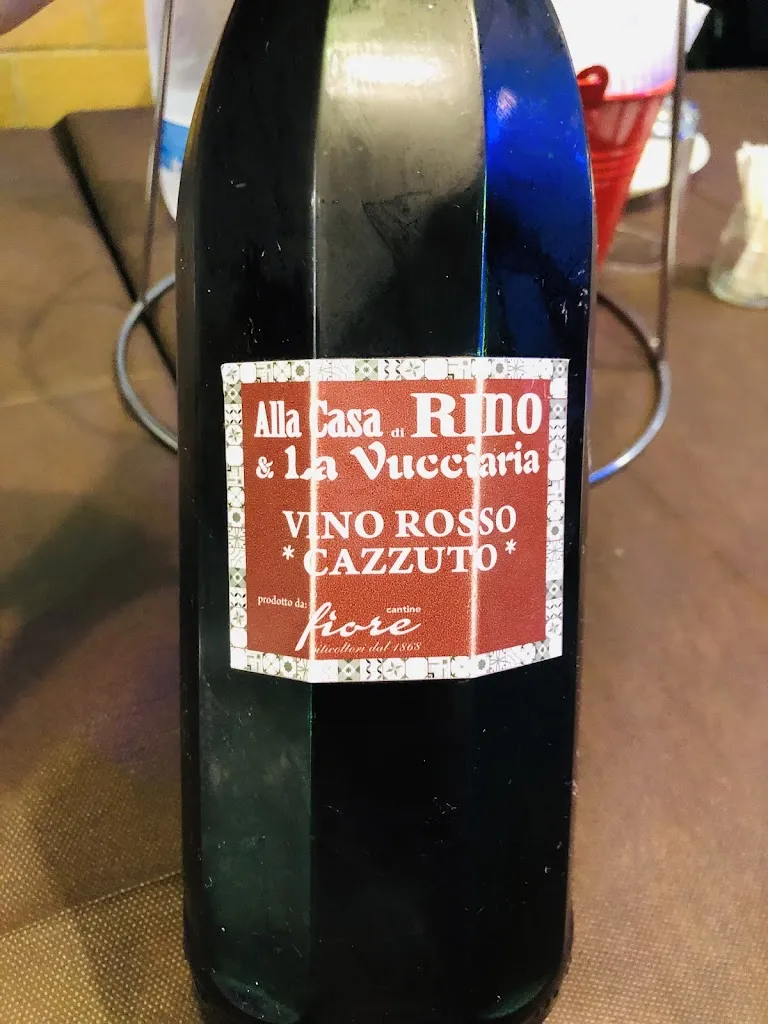 Alla Casa di RINO
& La Vucciaria
VINO ROSSO
* CAZZUTO *
prodotto da:
cantine
fiore
viticoltori dal 1868